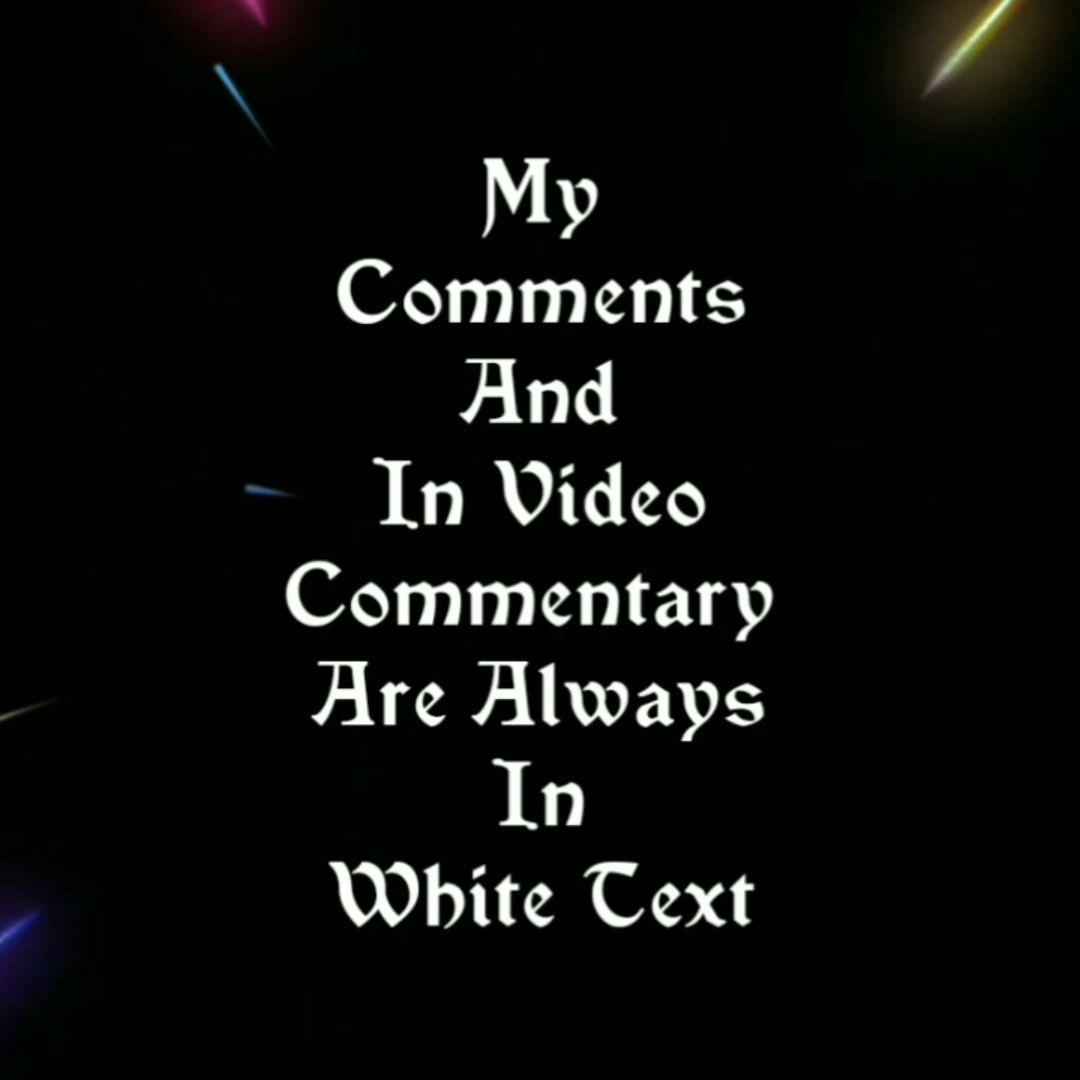 My
Comments
And
In Video
Commentary
Are Always
In
White Text